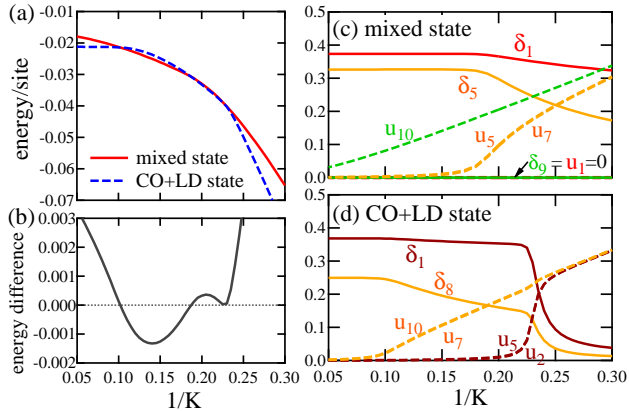 (a)
-0.01
-0.02
-0.03
-0.04
-0.05
-0.06
-0.07
energy/site
mixed state
CO+LD state
(b)
0.003
0.002
0.001
0.000
-0.001
-0.002
energy difference
0.05 0.10 0.15 0.20 0.25 0.30
1/K
(c) mixed state
0.5
0.4
0.3
0.2
0.1
0.0
δ1
δ5
u10
u5
u7
δ9 = u1=0
(d) CO+LD state
0.4
0.3
0.2
0.1
0.0
δ1
δ8
u10
u7
u5
u2
0.05 0.10 0.15 0.20 0.25 0.30
1/K